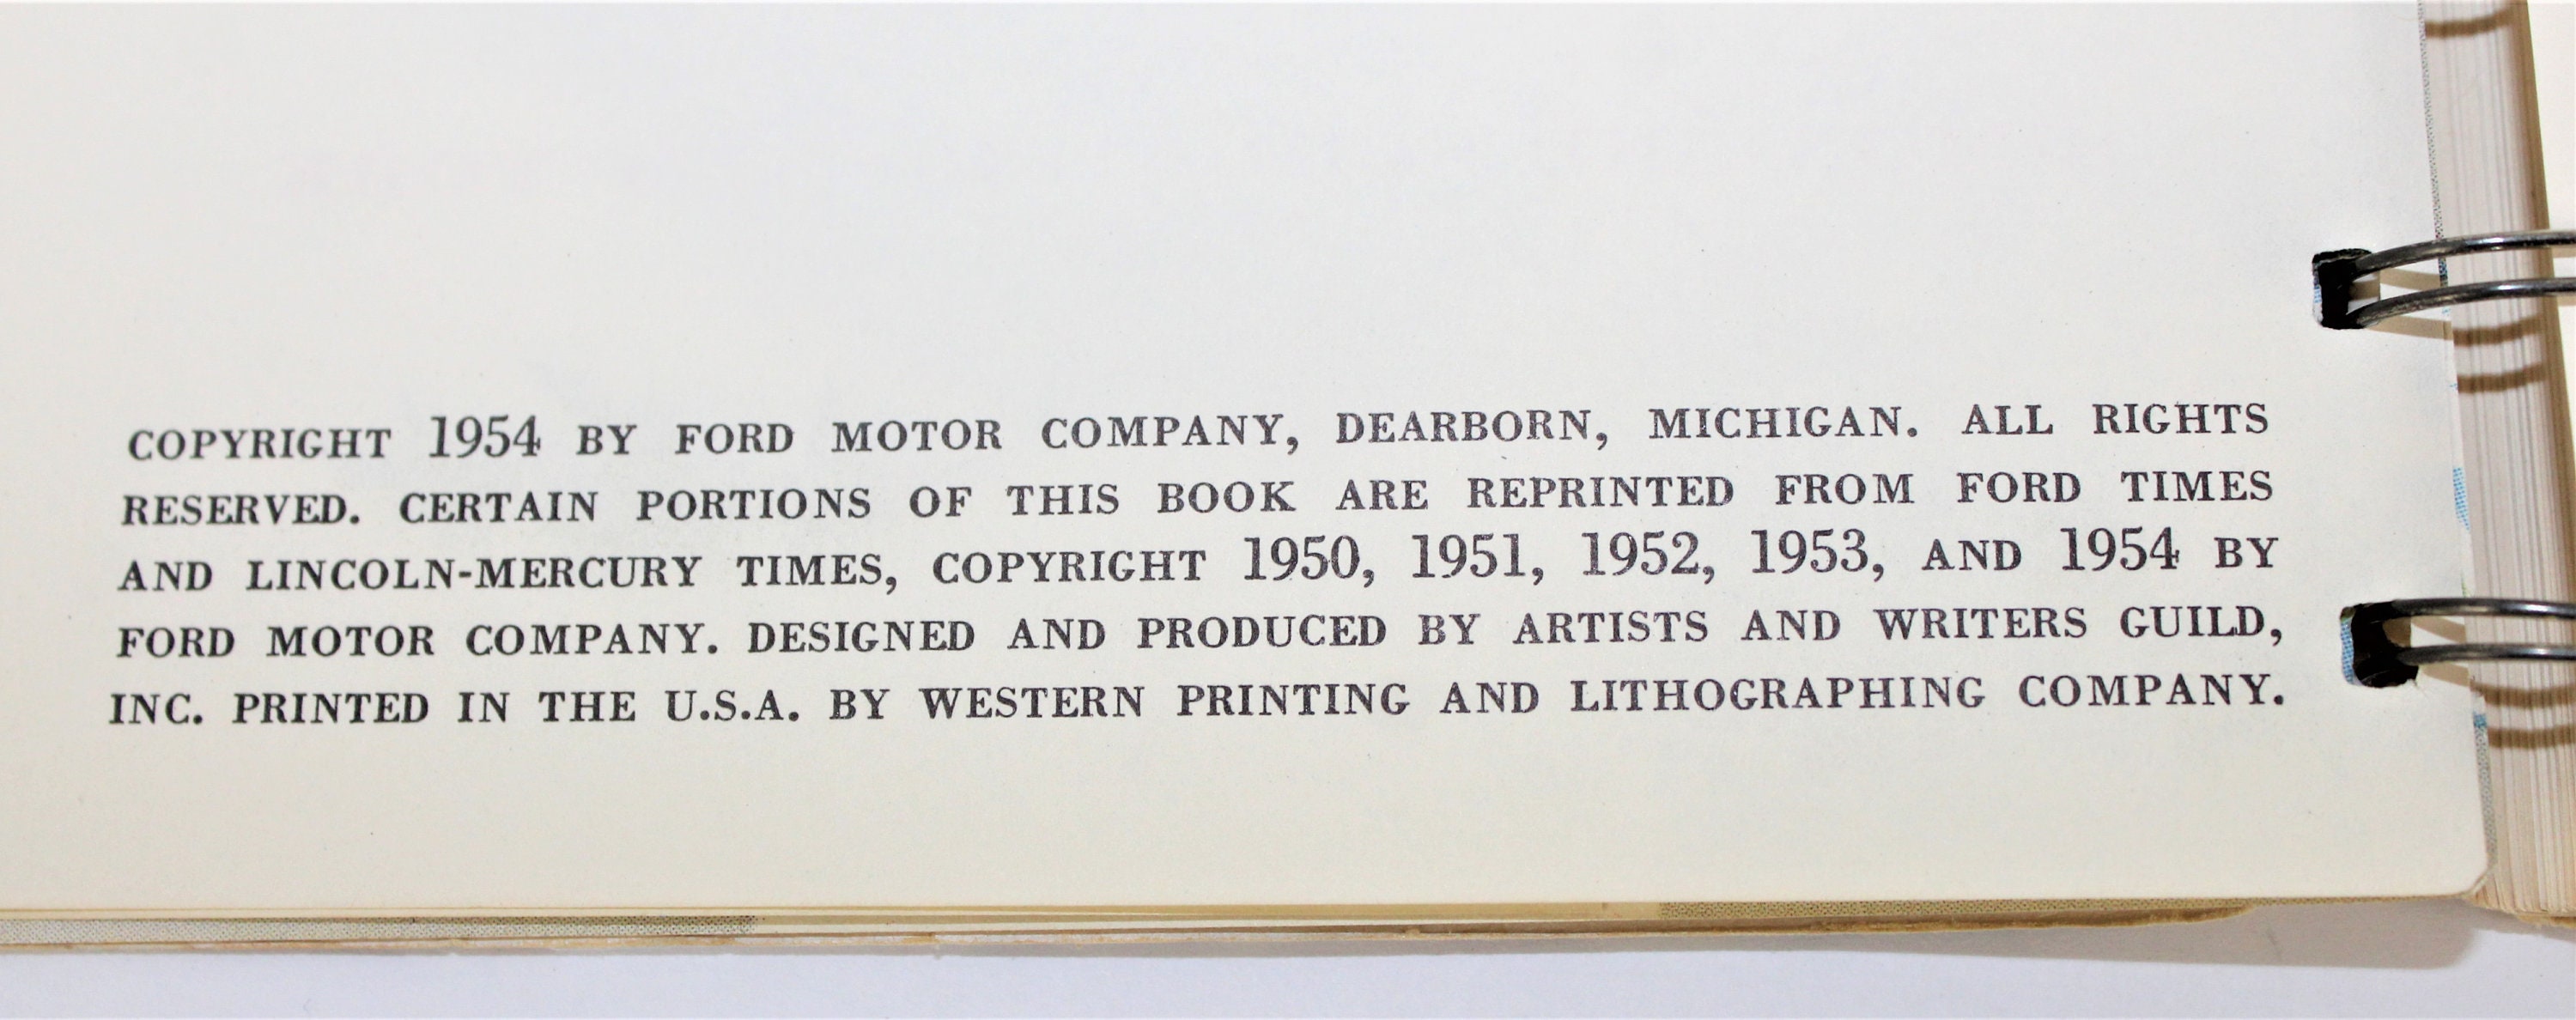 COPYRIGHT 1954 BY FORD MOTOR COMPANY, DEARBORN, MICHIGAN. ALL RIGHTS
RESERVED. CERTAIN PORTIONS OF THIS BOOK ARE REPRINTED FROM FORD TIMES
AND LINCOLN-MERCURY TIMES, COPYRIGHT 1950, 1951, 1952, 1953, AND 1954 BY
FORD MOTOR COMPANY. DESIGNED AND PRODUCED BY ARTISTS AND WRITERS GUILD,
INC. PRINTED IN THE U.S.A. BY WESTERN PRINTING AND LITHOGRAPHING COMPANY.